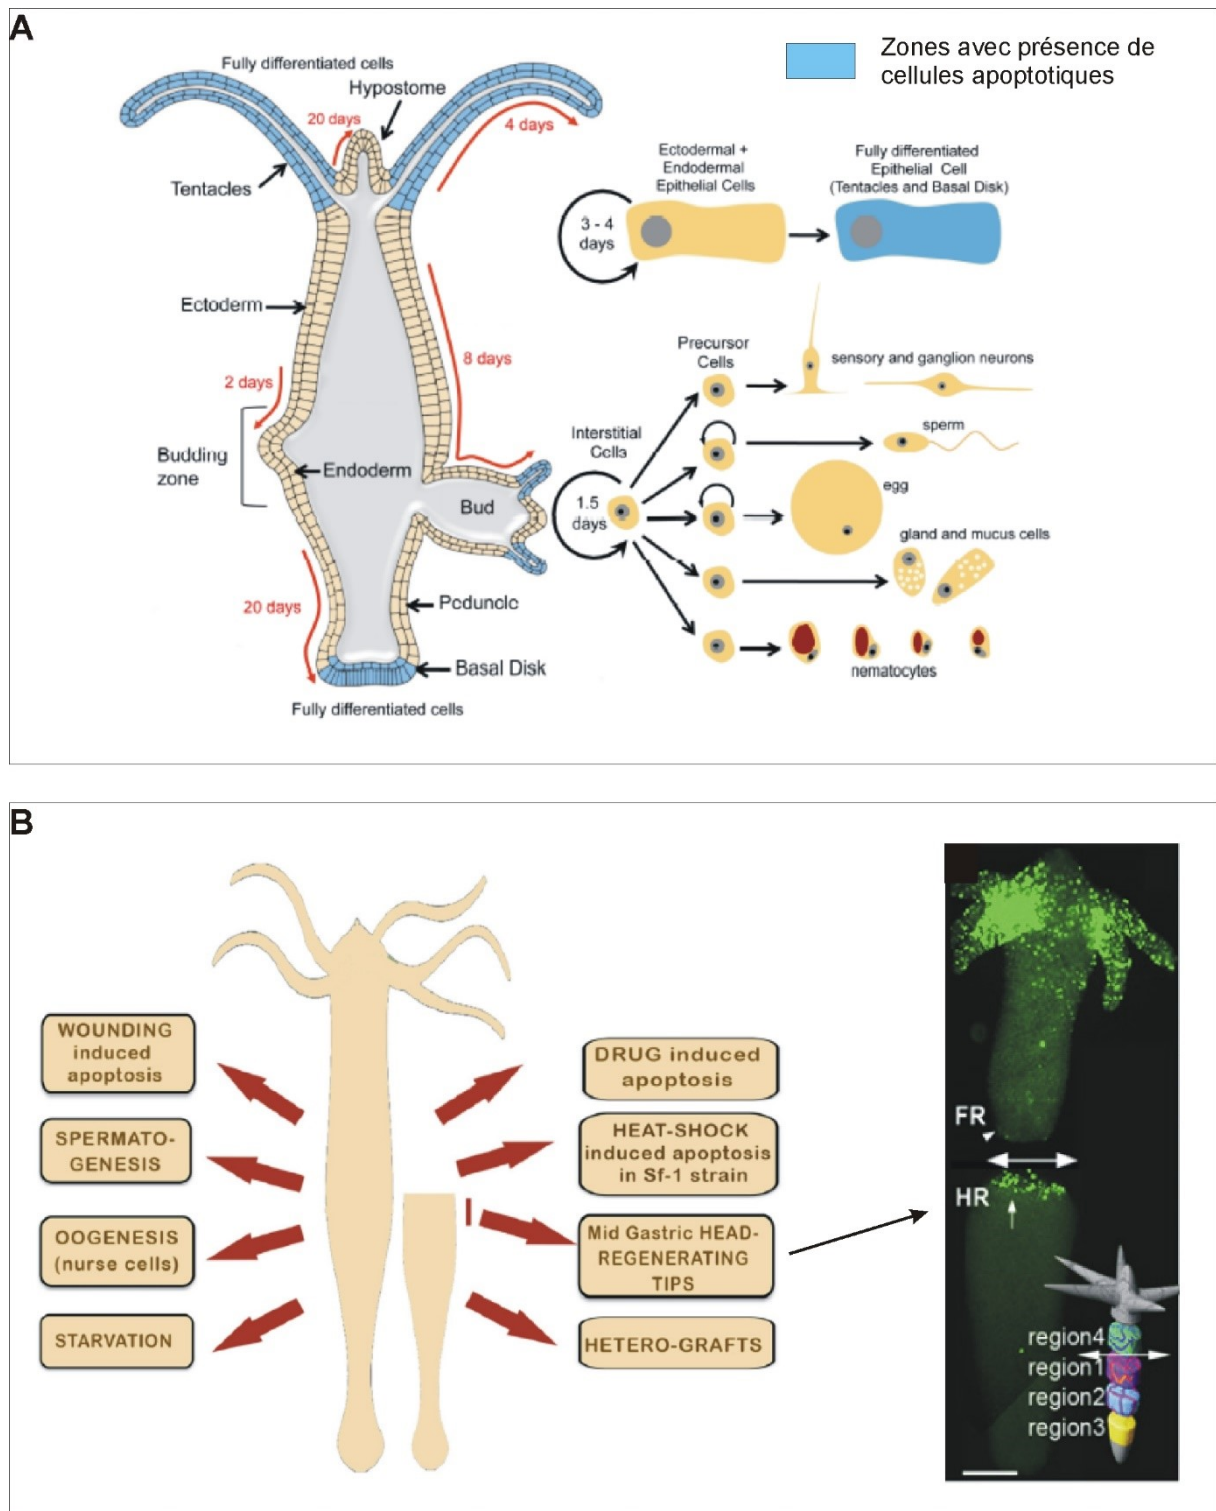 A
Zones avec présence de
cellules apoptotiques
Fully differentiated cells
Hypostome
20 days
4 days
Tentacles
Ectodermal +
Endodermal
Epithelial Cells
Fully differentiated
Epithelial Cell
(Tentacles and Basal Disk)
3 - 4
days
Ectoderm
8 days
2 days
Budding
zone
Endoderm
Bud
20 days
Peduncle
Basal Disk
Fully differentiated cells
Precursor
Cells
sensory and ganglion neurons
Interstitial
Cells
1.5
days
sperm
egg
gland and mucus cells
nematocytes
B
WOUNDING
induced
apoptosis
SPERMATO-
GENESIS
OOGENESIS
(nurse cells)
STARVATION
DRUG induced
apoptosis
HEAT-SHOCK
induced apoptosis
in Sf-1 strain
Mid Gastric HEAD-
REGENERATING
TIPS
HETERO-GRAFTS
FR
HR
region4
region1
region2
region3